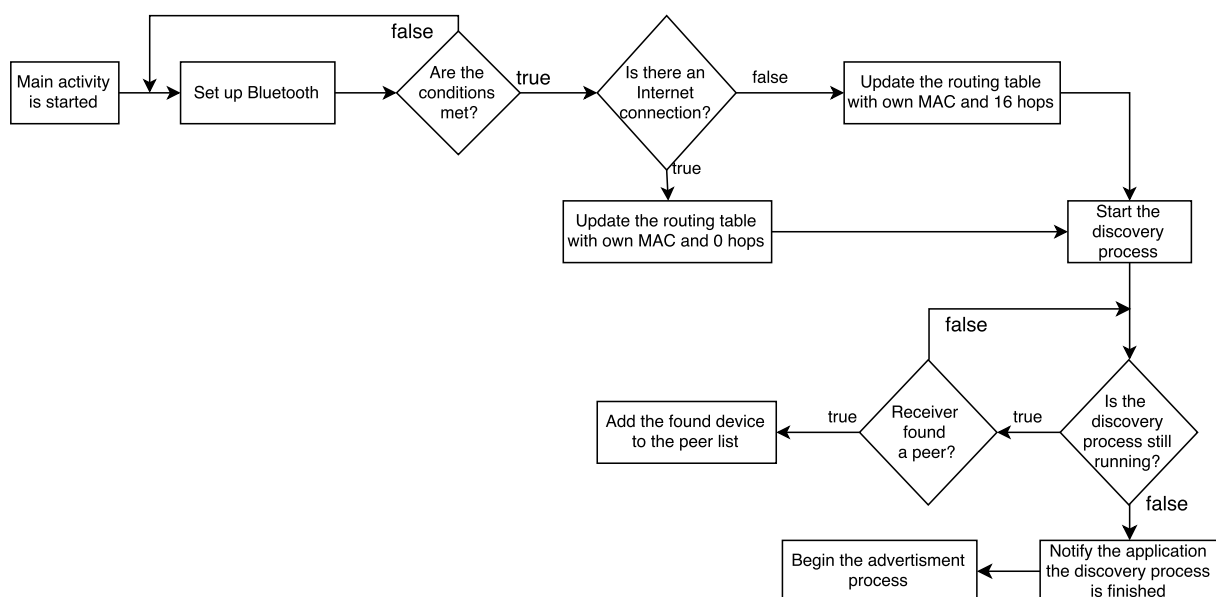 false
Main activity
is started
Set up Bluetooth
Are the
conditions
met?
true
Is there an
Internet
connection?
false
Update the routing table
with own MAC and 16 hops
true
Update the routing table
with own MAC and 0 hops
Start the
discovery
process
false
Add the found device
to the peer list
true
Receiver
found
a peer?
true
Is the
discovery
process still
running?
false
Begin the advertisment
process
Notify the application
the discovery process
is finished